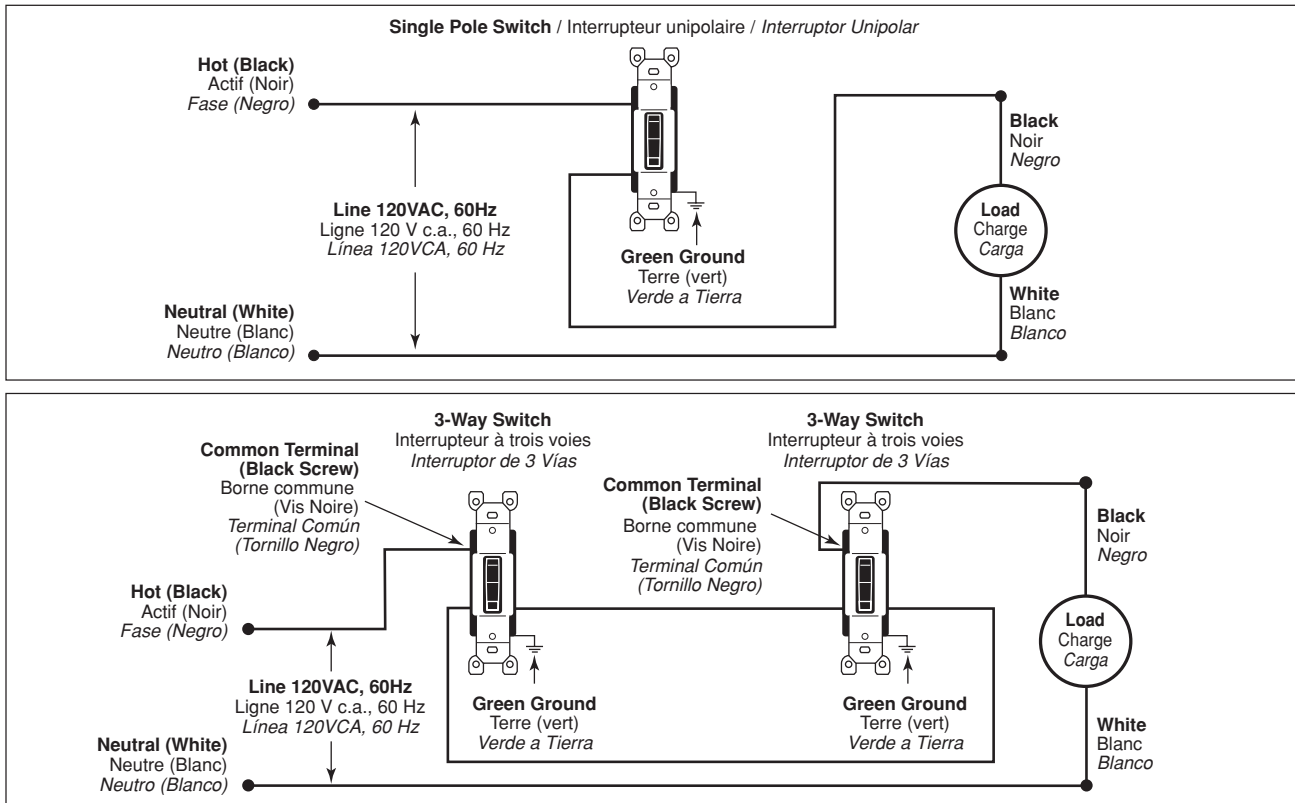 Single Pole Switch / Interrupteur unipolaire / Interruptor Unipolar
Hot (Black)
Actif (Noir)
Fase (Negro)
Line 120VAC, 60Hz
Ligne 120 V c.a., 60 Hz
Línea 120VCA, 60 Hz
Neutral (White)
Neutre (Blanc)
Neutro (Blanco)
Green Ground
Terre (vert)
Verde a Tierra
Black
Noir
Negro
Load
Charge
Carga
White
Blanc
Blanco
3-Way Switch
Interrupteur à trois voies
Interruptor de 3 Vías
Common Terminal
(Black Screw)
Borne commune
(Vis Noire)
Terminal Común
(Tornillo Negro)
Hot (Black)
Actif (Noir)
Fase (Negro)
Line 120VAC, 60Hz
Ligne 120 V c.a., 60 Hz
Línea 120VCA, 60 Hz
Neutral (White)
Neutre (Blanc)
Neutro (Blanco)
Green Ground
Terre (vert)
Verde a Tierra
3-Way Switch
Interrupteur à trois voies
Interruptor de 3 Vías
Common Terminal
(Black Screw)
Borne commune
(Vis Noire)
Terminal Común
(Tornillo Negro)
Green Ground
Terre (vert)
Verde a Tierra
Black
Noir
Negro
Load
Charge
Carga
White
Blanc
Blanco